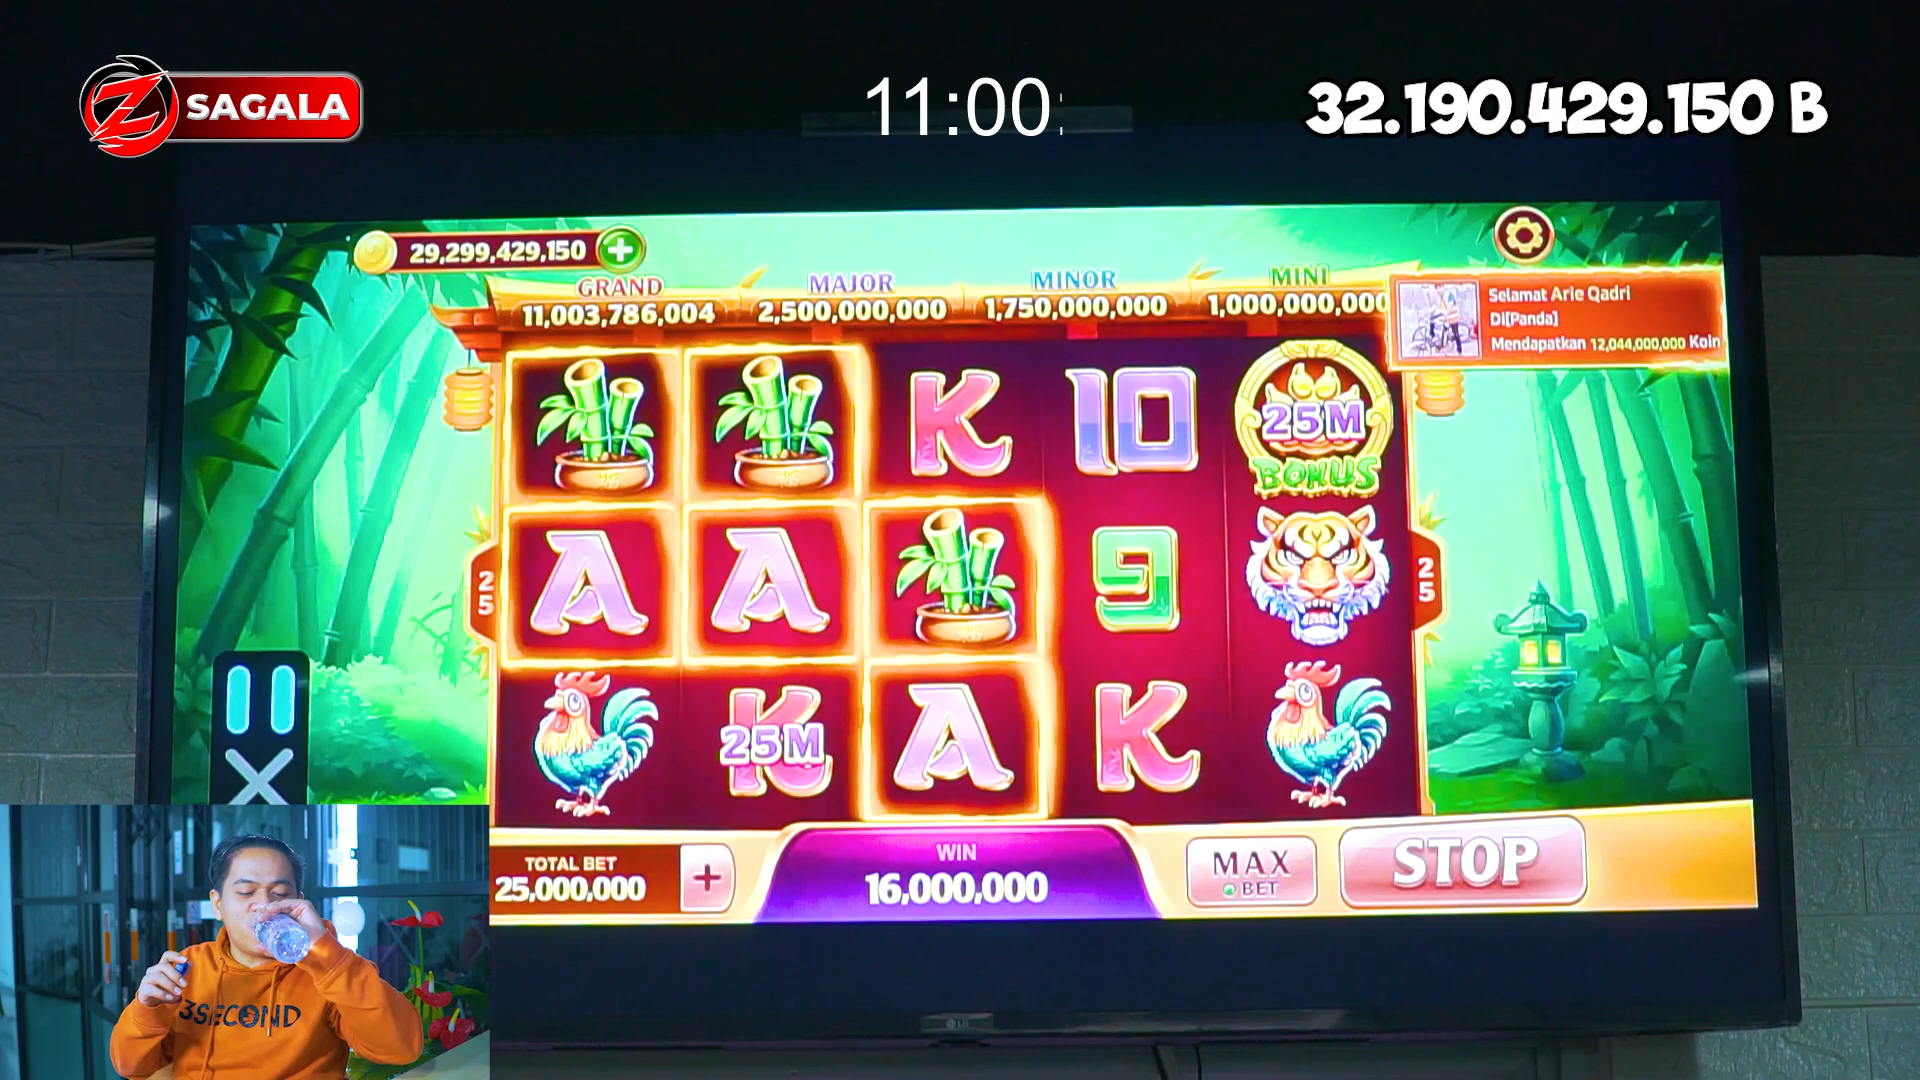 SAGALA
11:00:
32.190.429.150 B
29,299,429,150
GRAND
11,003,786,004
MAJOR
2,500,000,000
MINOR
1,750,000,000
MINI
1,000,000,000
Selamat Arie Qadri
Di[Panda]
Mendapatkan 12,044,000,000 Koin
K
10
25M
BONUS
25
A
A
9
25
K
25M
A
K
TOTAL BET
25,000,000
+
WIN
16,000,000
MAX
BET
STOP
3SECOND